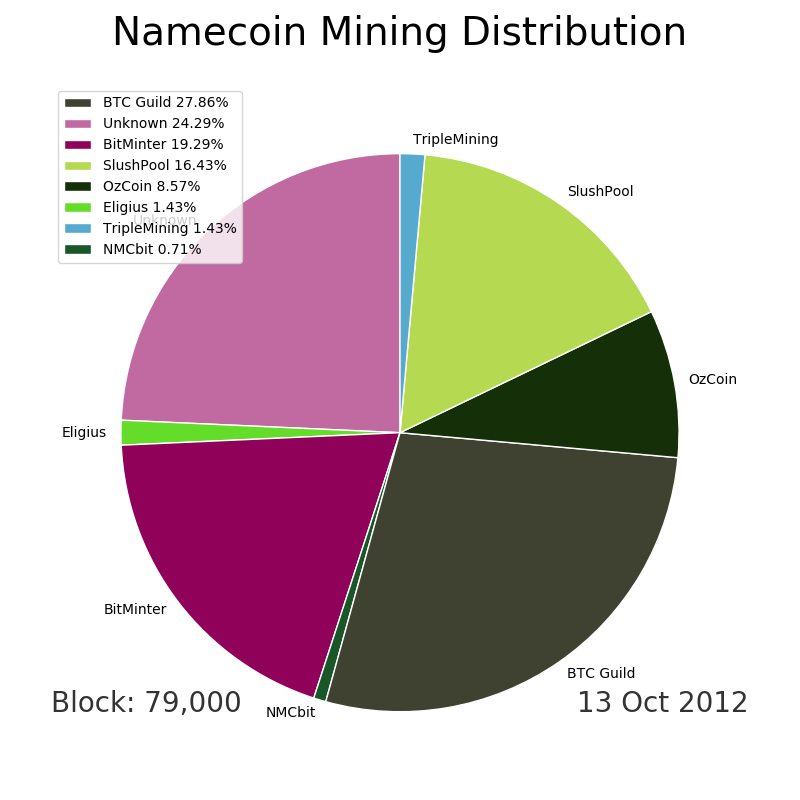 Namecoin Mining Distribution
BTC Guild 27.86%
Unknown 24.29%
BitMinter 19.29%
SlushPool 16.43%
OzCoin 8.57%
Eligius 1.43%
TripleMining 1.43%
NMCbit 0.71%
Unknown
TripleMining
SlushPool
OzCoin
Eligius
BitMinter
BTC Guild
NMCbit
Block: 79,000
13 Oct 2012